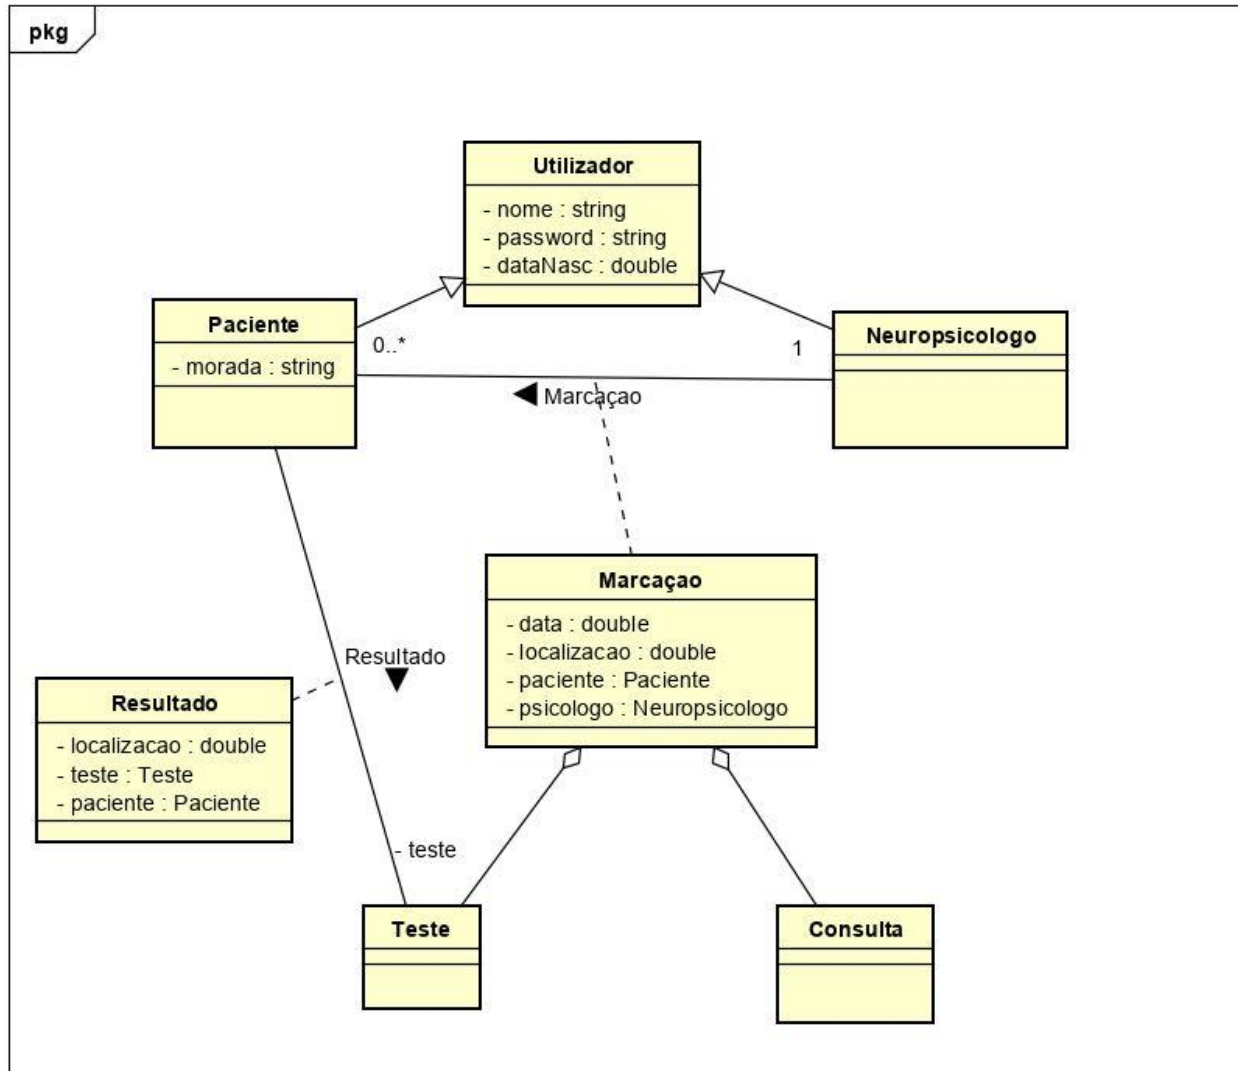 pkg
Utilizador
- nome : string
- password : string
- dataNasc : double
Paciente
- morada : string
0..*
1
Neuropsicologo
Marcaçao
Marcaçao
- data : double
- localizacao : double
- paciente : Paciente
- psicologo : Neuropsicologo
Resultado
Resultado
- localizacao : double
- teste : Teste
- paciente : Paciente
- teste
Teste
Consulta